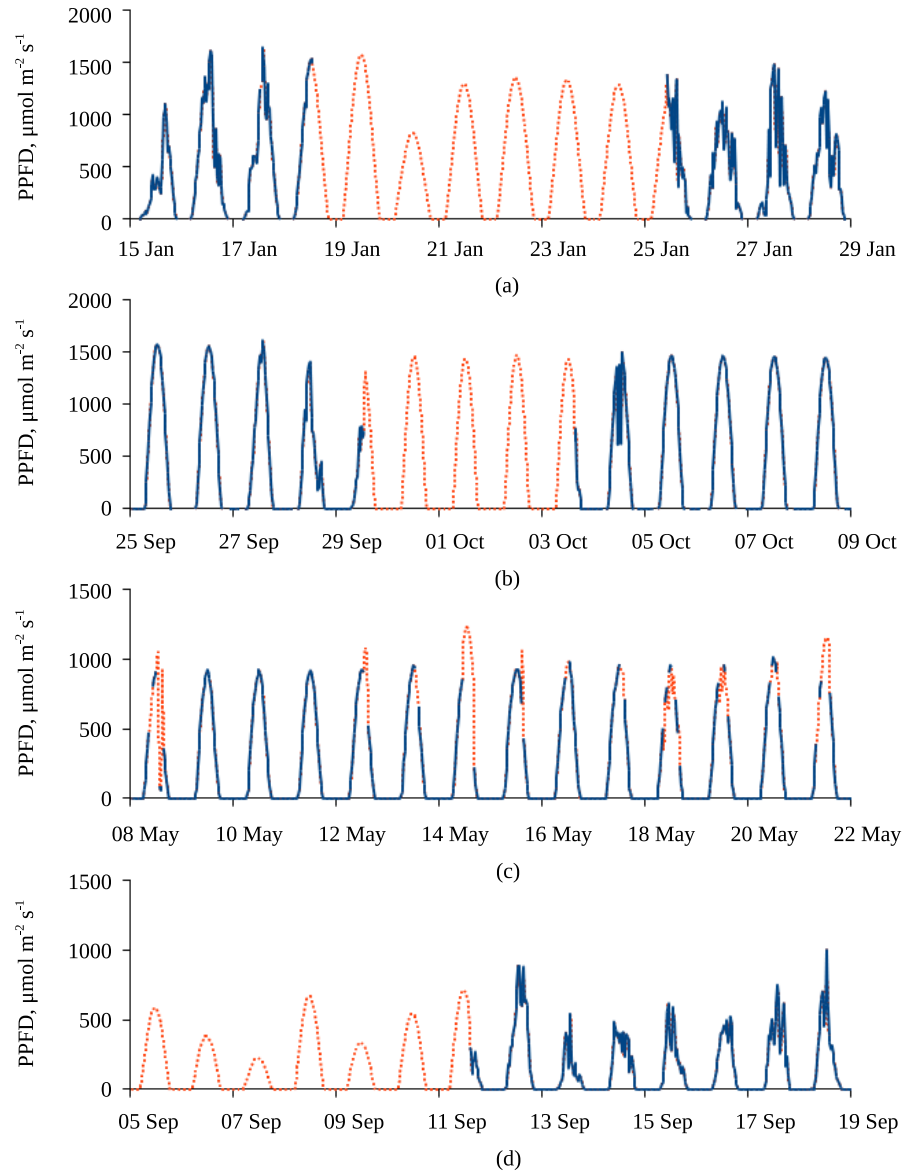 2000
1500
1000
500
0
PPFD, µmol m⁻² s⁻¹
15 Jan 17 Jan 19 Jan 21 Jan 23 Jan 25 Jan 27 Jan 29 Jan
(a)
2000
1500
1000
500
0
PPFD, µmol m⁻² s⁻¹
25 Sep 27 Sep 29 Sep 01 Oct 03 Oct 05 Oct 07 Oct 09 Oct
(b)
1500
1000
500
0
PPFD, µmol m⁻² s⁻¹
08 May 10 May 12 May 14 May 16 May 18 May 20 May 22 May
(c)
1500
1000
500
0
PPFD, µmol m⁻² s⁻¹
05 Sep 07 Sep 09 Sep 11 Sep 13 Sep 15 Sep 17 Sep 19 Sep
(d)